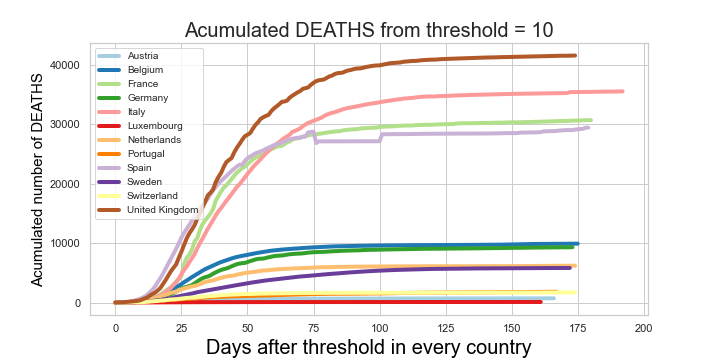 Acumulated DEATHS from threshold = 10
Acumulated number of DEATHS
40000
30000
20000
10000
0
Austria
Belgium
France
Germany
Italy
Luxembourg
Netherlands
Portugal
Spain
Sweden
Switzerland
United Kingdom
0 25 50 75 100 125 150 175 200
Days after threshold in every country